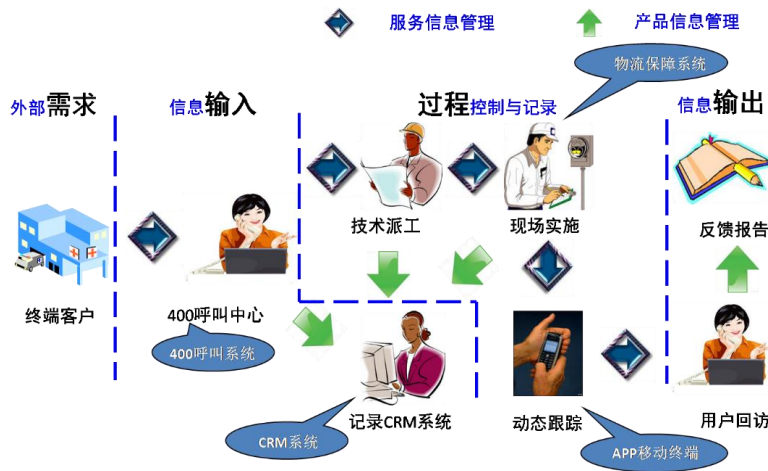 服务信息管理
产品信息管理
物流保障系统
外部需求
信息输入
过程控制与记录
信息输出
技术派工
现场实施
反馈报告
终端客户
400呼叫中心
400呼叫系统
记录CRM系统
动态跟踪
用户回访
CRM系统
APP移动终端